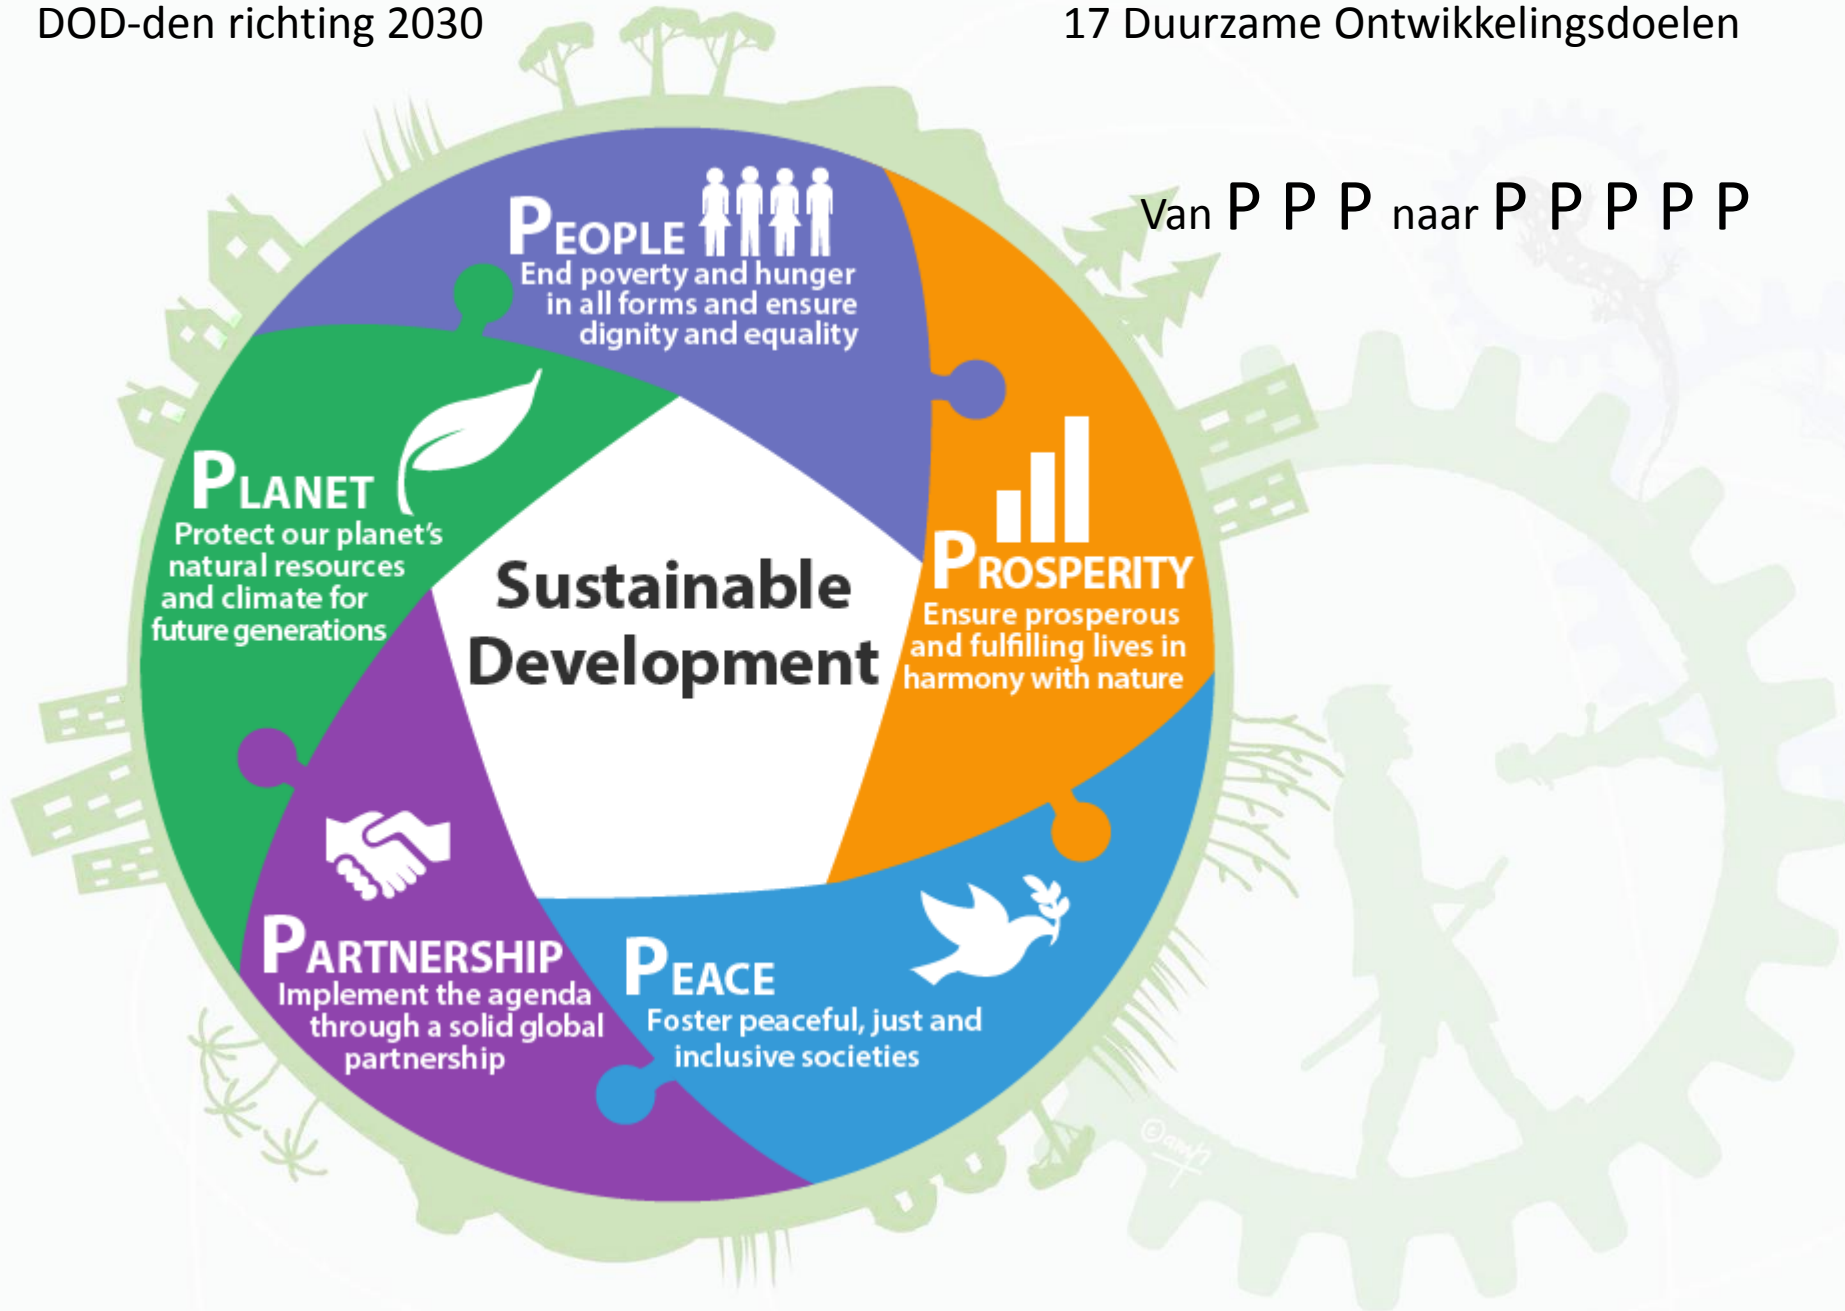 DOD-den richting 2030
17 Duurzame Ontwikkelingsdoelen
Van P P P naar P P P P P
PEOPLE
End poverty and hunger
in all forms and ensure
dignity and equality
PLANET
Protect our planet's
natural resources
and climate for
future generations
Sustainable
Development
PROSPERITY
Ensure prosperous
and fulfilling lives in
harmony with nature
PARTNERSHIP
Implement the agenda
through a solid global
partnership
PEACE
Foster peaceful, just and
inclusive societies